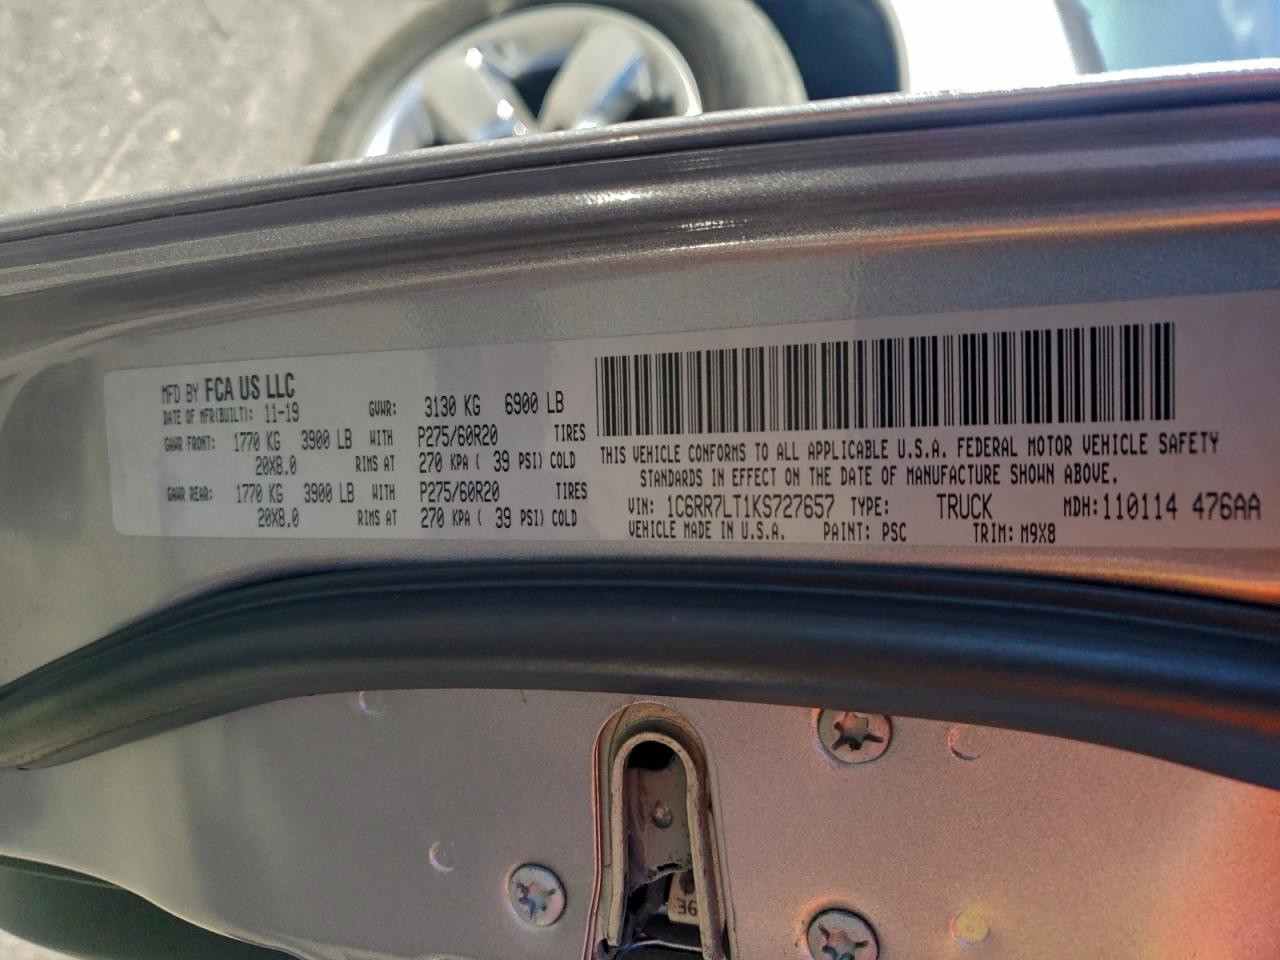 MFD BY FCA US LLC
DATE OF MFR(BUILT): 11-19 GVWR: 3130 KG 6900 LB
GAWR FRONT: 1770 KG 3900 LB WITH P275/60R20 TIRES
20X8.0 RIMS AT 270 KPA ( 39 PSI) COLD
GAWR REAR: 1770 KG 3900 LB WITH P275/60R20 TIRES
20X8.0 RIMS AT 270 KPA ( 39 PSI) COLD
THIS VEHICLE CONFORMS TO ALL APPLICABLE U.S.A. FEDERAL MOTOR VEHICLE SAFETY
STANDARDS IN EFFECT ON THE DATE OF MANUFACTURE SHOWN ABOVE.
VIN: 1C6RR7LT1KS727657 TYPE: TRUCK MDH: 110114 476AA
VEHICLE MADE IN U.S.A. PAINT: PSC TRIM: M9X8